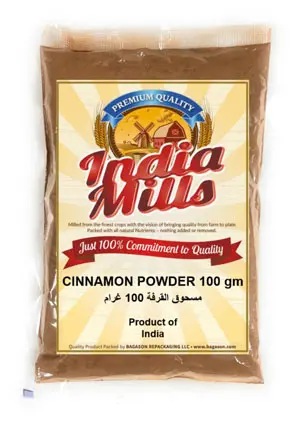 PREMIUM QUALITY
India
Mills
Milled from the finest crops with the vision of bringing quality from farm to plate
Packed with all natural Nutrients - nothing added or removed.
Just 100% Commitment to Quality
CINNAMON POWDER 100 gm
مسحوق القرفة 100 غرام
Product of
India
Quality Product Packed by BAGASON REPACKAGING LLC • www.bagason.com